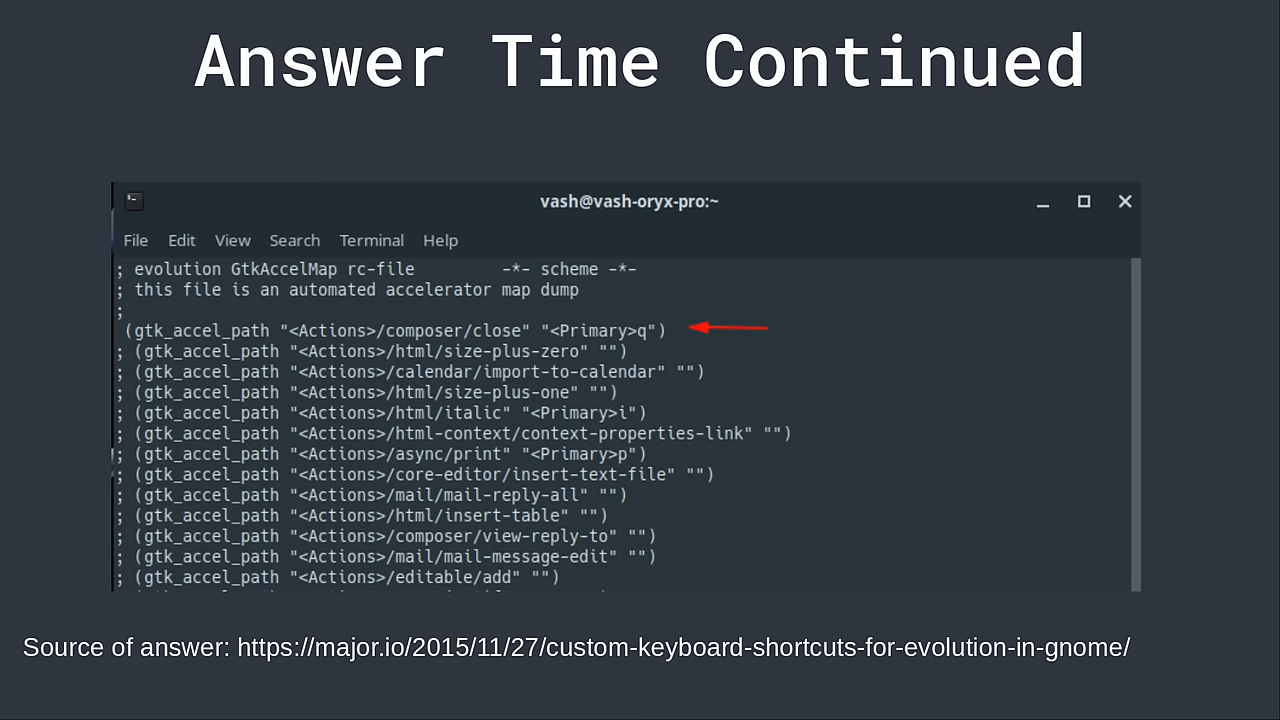 Answer Time Continued
vash@vash-oryx-pro:~
File Edit View Search Terminal Help
; evolution GtkAccelMap rc-file         -*- scheme -*-
; this file is an automated accelerator map dump
;
(gtk_accel_path "<Actions>/composer/close" "<Primary>q")
; (gtk_accel_path "<Actions>/html/size-plus-zero" "")
; (gtk_accel_path "<Actions>/calendar/import-to-calendar" "")
; (gtk_accel_path "<Actions>/html/size-plus-one" "")
; (gtk_accel_path "<Actions>/html/italic" "<Primary>i")
; (gtk_accel_path "<Actions>/html-context/context-properties-link" "")
; (gtk_accel_path "<Actions>/async/print" "<Primary>p")
; (gtk_accel_path "<Actions>/core-editor/insert-text-file" "")
; (gtk_accel_path "<Actions>/mail/mail-reply-all" "")
; (gtk_accel_path "<Actions>/html/insert-table" "")
; (gtk_accel_path "<Actions>/composer/view-reply-to" "")
; (gtk_accel_path "<Actions>/mail/mail-message-edit" "")
; (gtk_accel_path "<Actions>/editable/add" "")
Source of answer: https://major.io/2015/11/27/custom-keyboard-shortcuts-for-evolution-in-gnome/